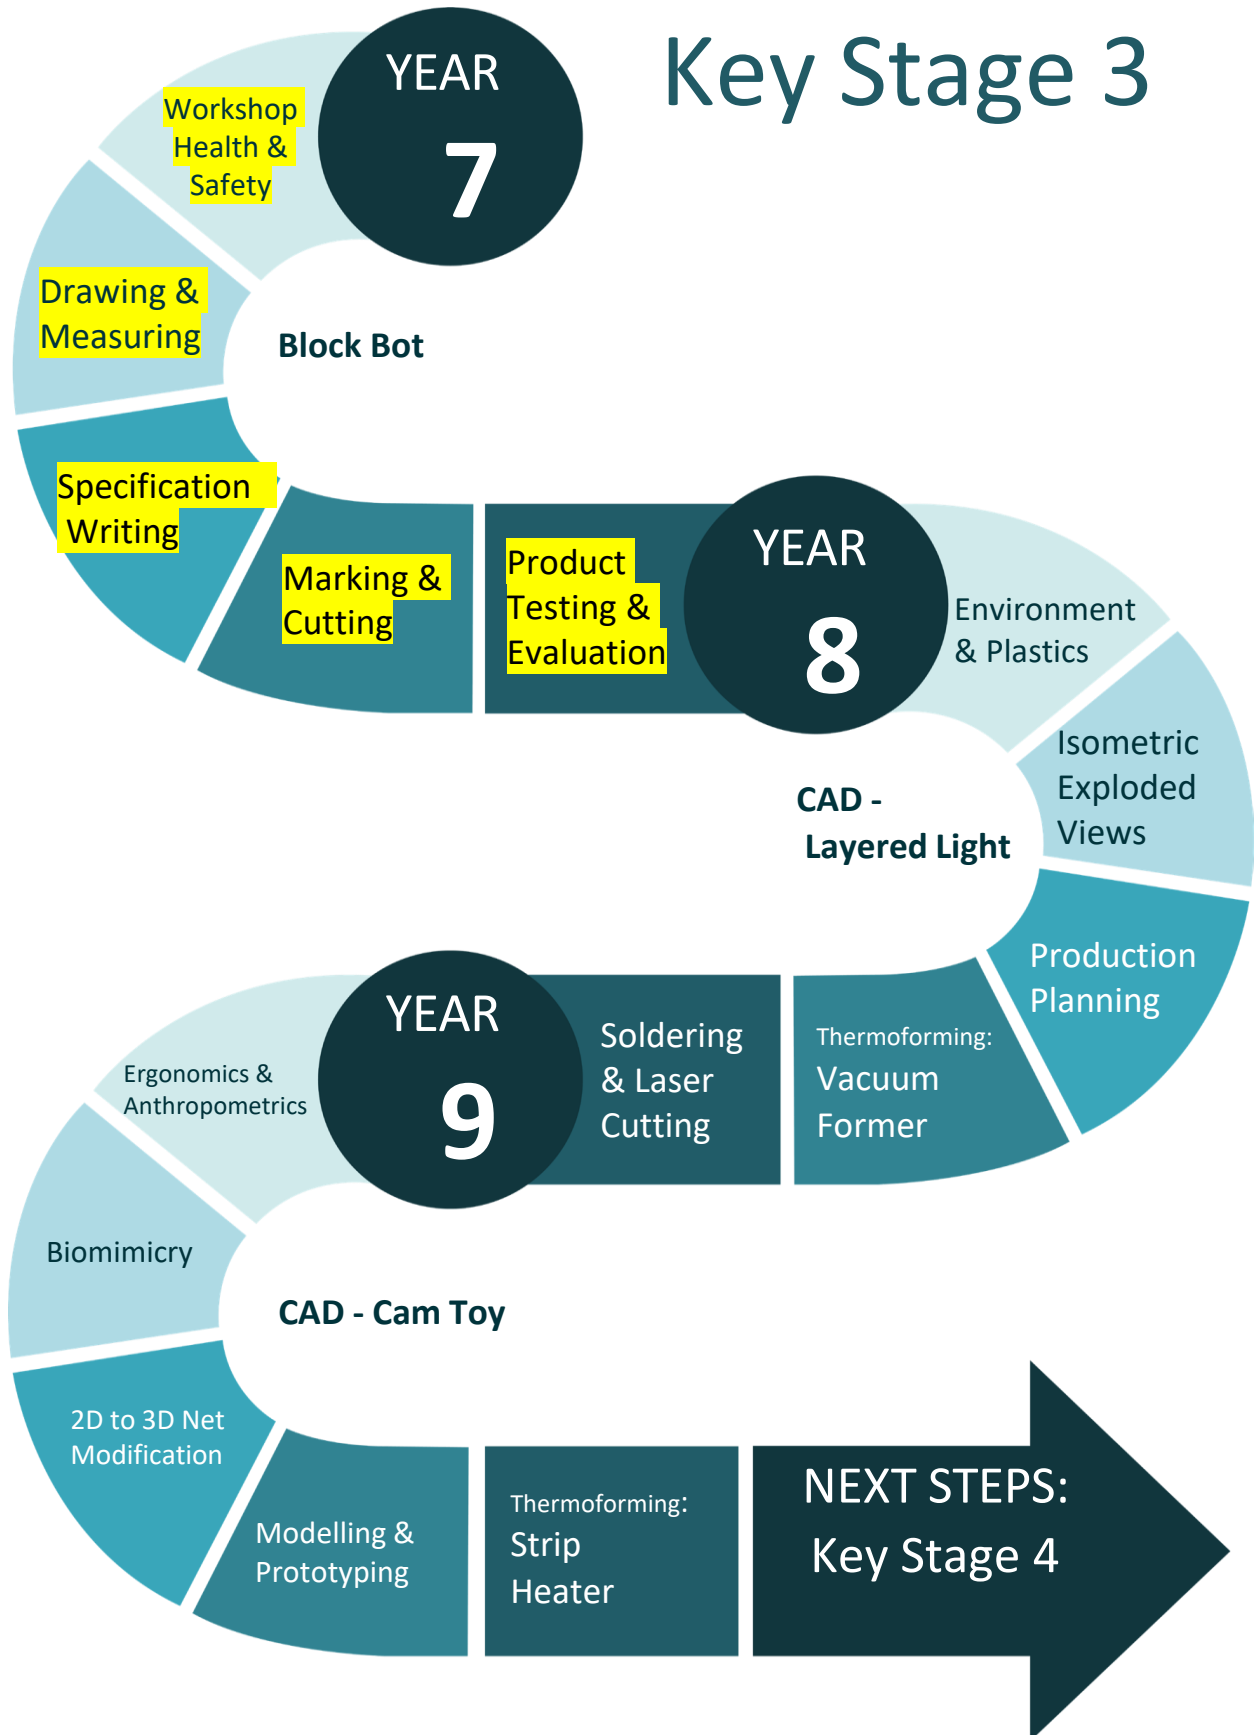 Key Stage 3
YEAR
7
Workshop
Health &
Safety
Drawing &
Measuring
Block Bot
Specification
Writing
Marking &
Cutting
Product
Testing &
Evaluation
YEAR
8
Environment
& Plastics
Isometric
Exploded
Views
CAD -
Layered Light
Production
Planning
Thermoforming:
Vacuum
Former
Soldering
& Laser
Cutting
YEAR
9
Ergonomics &
Anthropometrics
Biomimicry
CAD - Cam Toy
2D to 3D Net
Modification
Modelling &
Prototyping
Thermoforming:
Strip
Heater
NEXT STEPS:
Key Stage 4